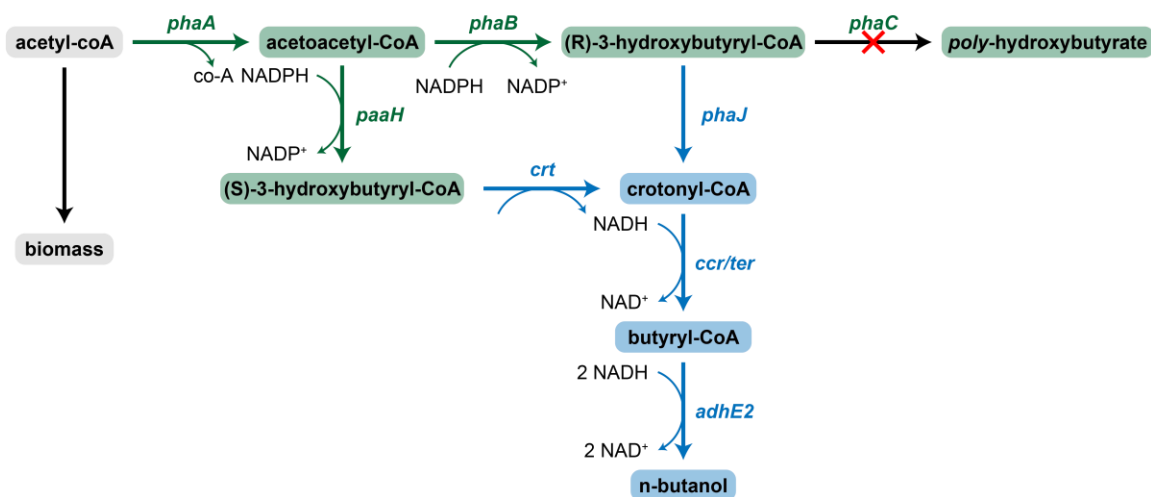 phaA
phaB
phaC
acetyl-coA
acetoacetyl-CoA
(R)-3-hydroxybutyryl-CoA
poly-hydroxybutyrate
co-A
NADPH
NADPH
NADP⁺
paaH
phaJ
NADP⁺
(S)-3-hydroxybutyryl-CoA
crt
crotonyl-CoA
NADH
biomass
ccr/ter
NAD⁺
butyryl-CoA
2 NADH
adhE2
2 NAD⁺
n-butanol